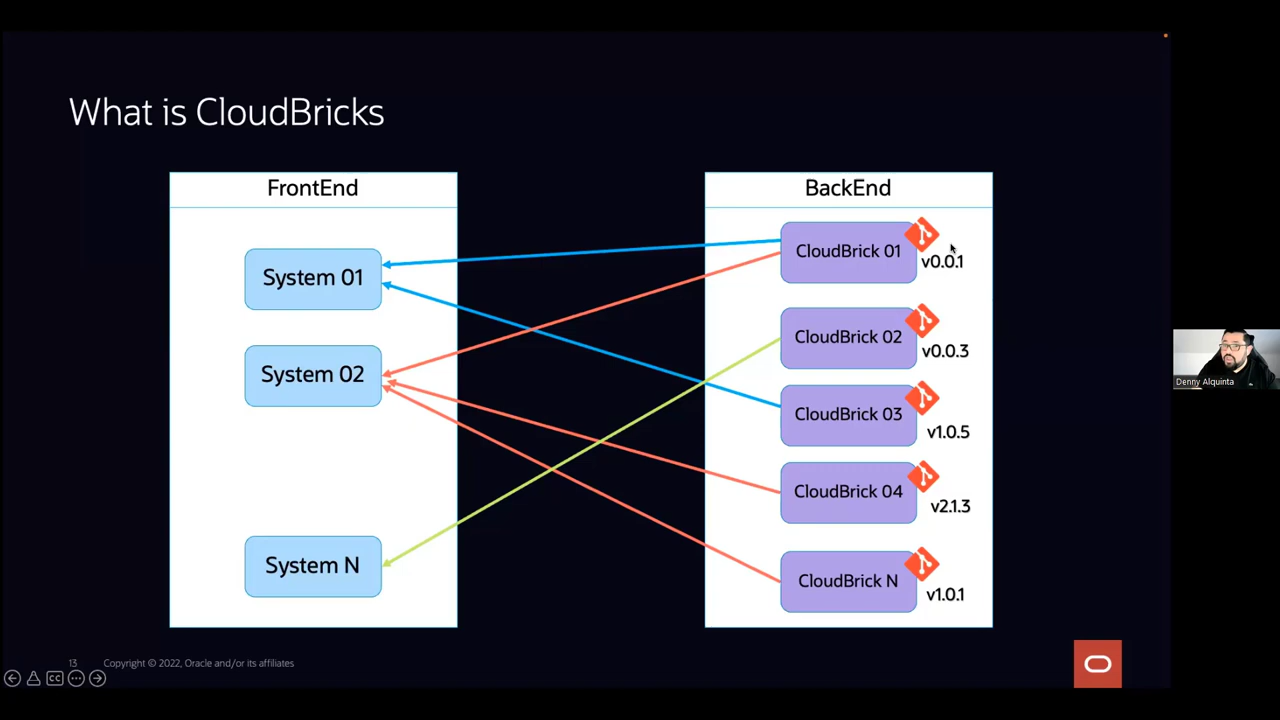 What is CloudBricks
FrontEnd
BackEnd
System 01
System 02
System N
CloudBrick 01
v0.0.1
CloudBrick 02
v0.0.3
CloudBrick 03
v1.0.5
CloudBrick 04
v2.1.3
CloudBrick N
v1.0.1
Denny Alquinta
13
Copyright © 2022, Oracle and/or its affiliates
CC